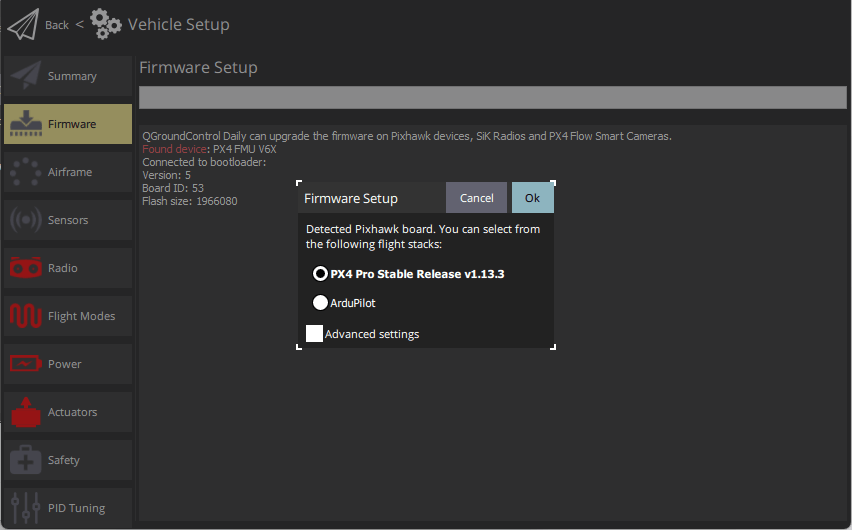 Back < Vehicle Setup
Summary
Firmware
Airframe
Sensors
Radio
Flight Modes
Power
Actuators
Safety
PID Tuning
Firmware Setup
QGroundControl Daily can upgrade the firmware on Pixhawk devices, SiK Radios and PX4 Flow Smart Cameras.
Found device: PX4 FMU V6X
Connected to bootloader:
Version: 5
Board ID: 53
Flash size: 1966080
Firmware Setup
Cancel
Ok
Detected Pixhawk board. You can select from
the following flight stacks:
PX4 Pro Stable Release v1.13.3
ArduPilot
Advanced settings